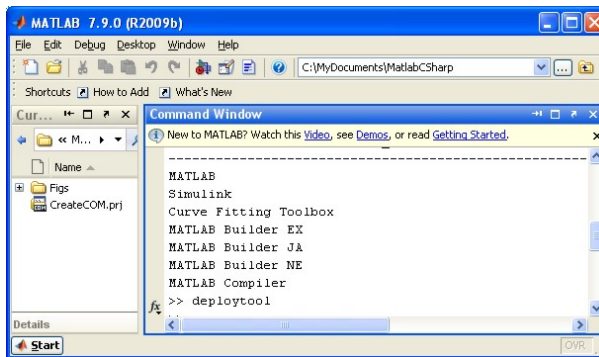 MATLAB 7.9.0 (R2009b)
File Edit Debug Desktop Window Help
C:\MyDocuments\MatlabCSharp
Shortcuts How to Add What's New
Cur...
« M...
Name
Figs
CreateCOM.prj
Details
Command Window
New to MATLAB? Watch this Video, see Demos, or read Getting Started.
MATLAB
Simulink
Curve Fitting Toolbox
MATLAB Builder EX
MATLAB Builder JA
MATLAB Builder NE
MATLAB Compiler
fx >> deploytool
Start
OVR